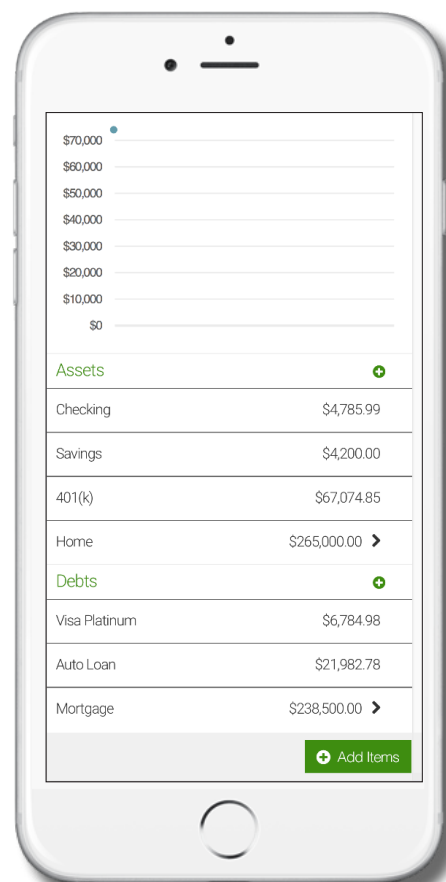 $70,000
$60,000
$50,000
$40,000
$30,000
$20,000
$10,000
$0
Assets
Checking $4,785.99
Savings $4,200.00
401(k) $67,074.85
Home $265,000.00
Debts
Visa Platinum $6,784.98
Auto Loan $21,982.78
Mortgage $238,500.00
Add Items